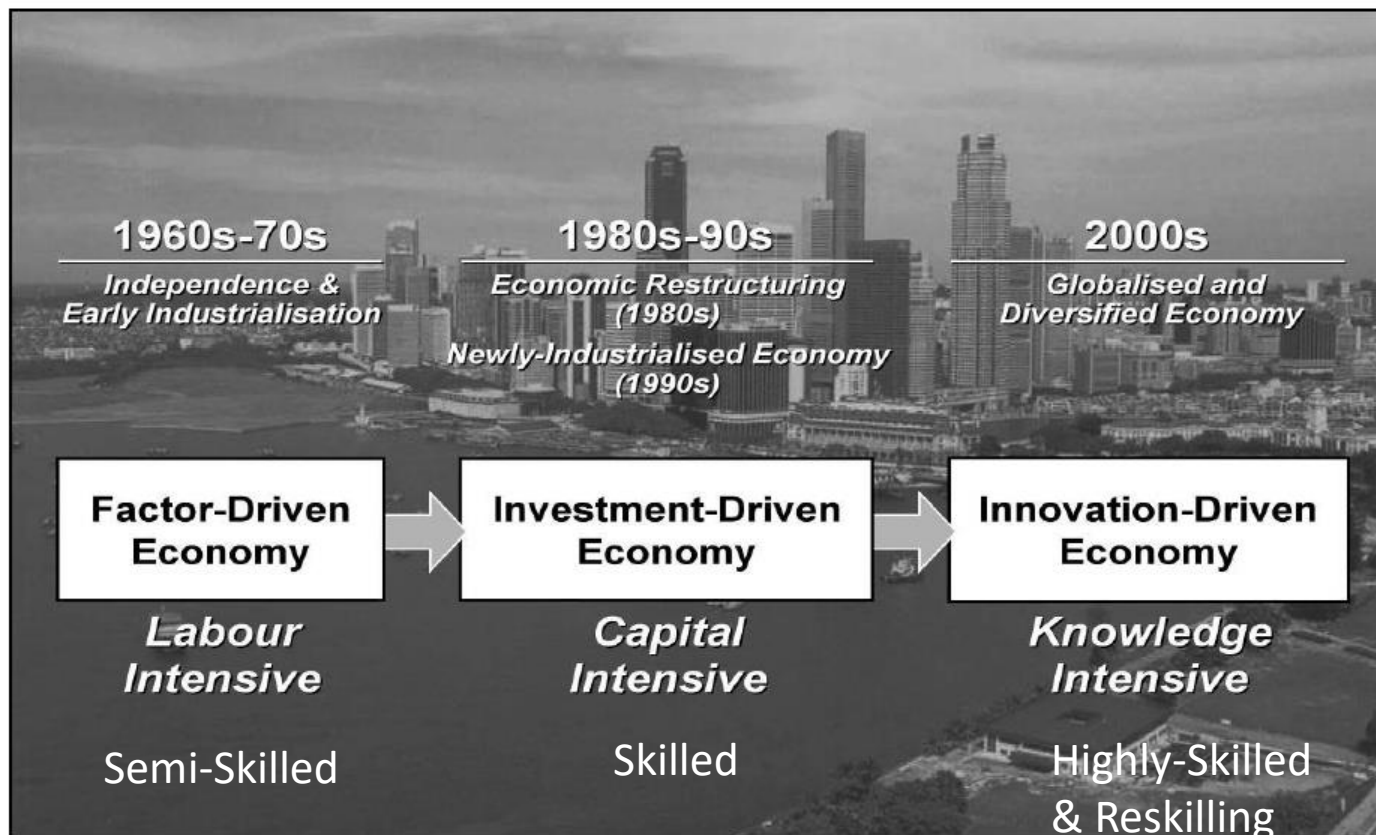 1960s-70s
Independence &
Early Industrialisation
1980s-90s
Economic Restructuring
(1980s)
Newly-Industrialised Economy
(1990s)
2000s
Globalised and
Diversified Economy
Factor-Driven
Economy
Investment-Driven
Economy
Innovation-Driven
Economy
Labour
Intensive
Capital
Intensive
Knowledge
Intensive
Semi-Skilled
Skilled
Highly-Skilled
& Reskilling